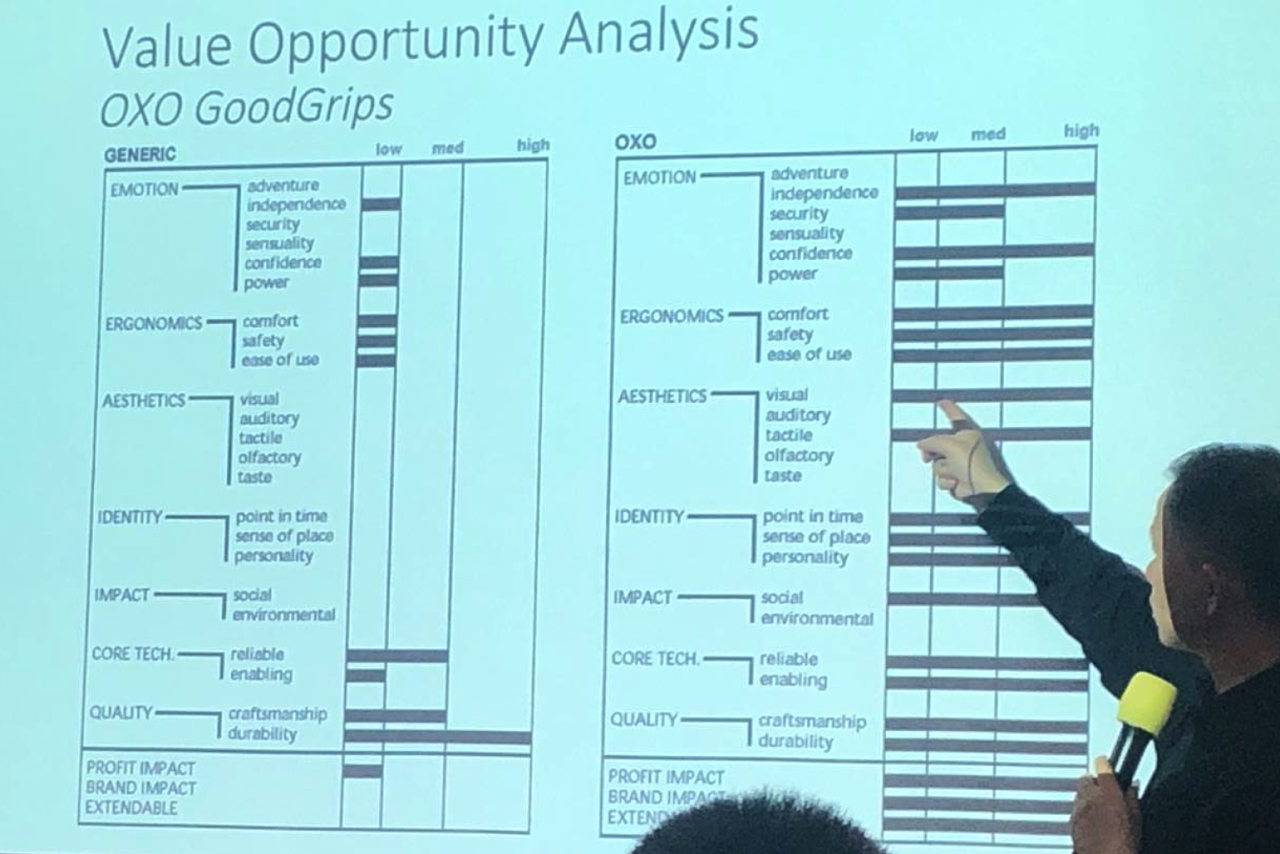 Value Opportunity Analysis
OXO GoodGrips
GENERIC low med high
EMOTION adventure
independence
security
sensuality
confidence
power
ERGONOMICS comfort
safety
ease of use
AESTHETICS visual
auditory
tactile
olfactory
taste
IDENTITY point in time
sense of place
personality
IMPACT social
environmental
CORE TECH. reliable
enabling
QUALITY craftsmanship
durability
PROFIT IMPACT
BRAND IMPACT
EXTENDABLE
OXO low med high
EMOTION adventure
independence
security
sensuality
confidence
power
ERGONOMICS comfort
safety
ease of use
AESTHETICS visual
auditory
tactile
olfactory
taste
IDENTITY point in time
sense of place
personality
IMPACT social
environmental
CORE TECH. reliable
enabling
QUALITY craftsmanship
durability
PROFIT IMPACT
BRAND IMPACT